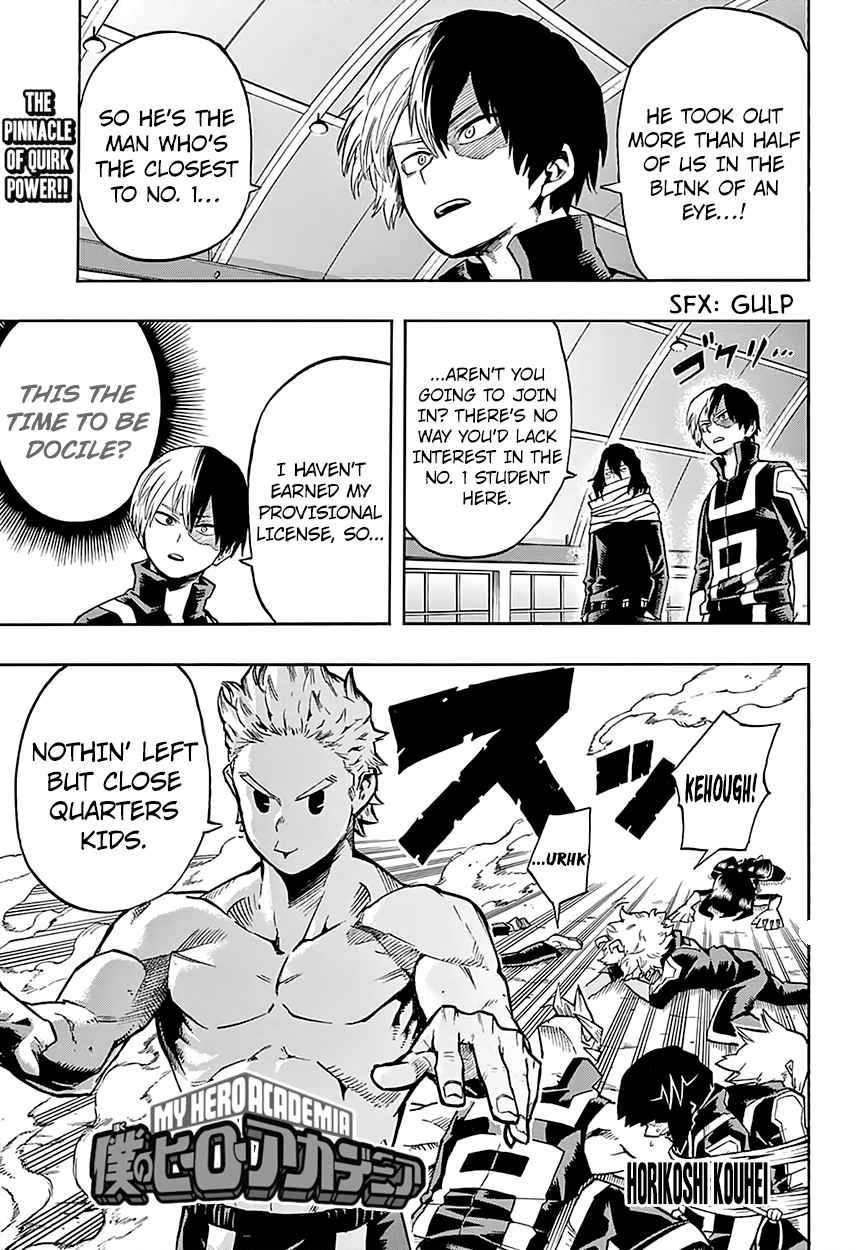 HE TOOK OUT
MORE THAN HALF
OF US IN THE
BLINK OF AN
EYE...!
SO HE'S THE
MAN WHO'S
THE CLOSEST
TO NO. 1...
THE
PINNACLE
OF QUIRK
POWER!!
SFX: GULP
ゴクリ...
...AREN'T YOU
GOING TO JOIN
IN? THERE'S NO
WAY YOU'D LACK
INTEREST IN THE
NO. 1 STUDENT
HERE.
I HAVEN'T
EARNED MY
PROVISIONAL
LICENSE, SO...
THIS THE
TIME TO BE
DOCILE?
KEHOUGH!
...URHK
スッ
NOTHIN' LEFT
BUT CLOSE
QUARTERS
KIDS.
MY HERO ACADEMIA
僕のヒーローアカデミア
HORIKOSHI KOUHEI